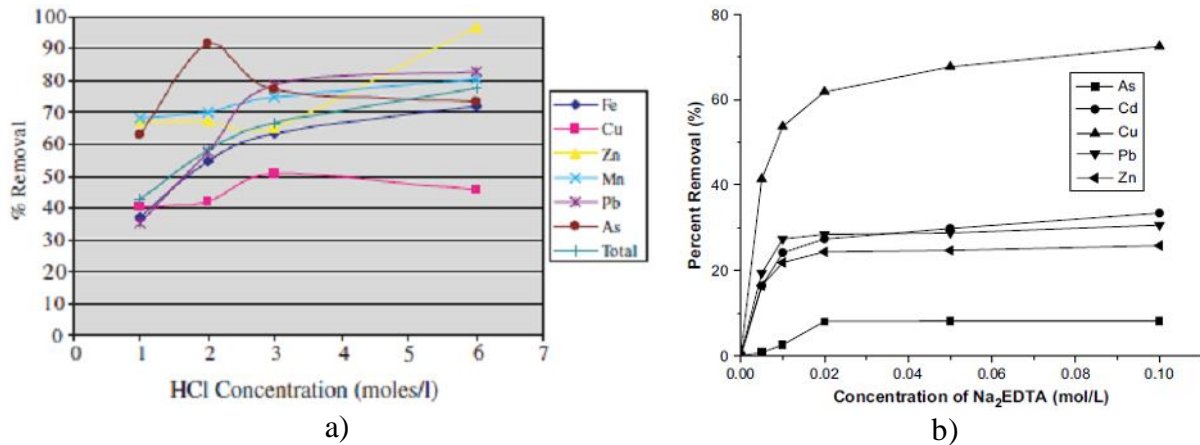 100
90
80
70
60
50
40
30
20
10
0
% Removal
0 1 2 3 4 5 6 7
HCl Concentration (moles/l)
Fe
Cu
Zn
Mn
Pb
As
Total
a)
80
60
40
20
0
Percent Removal (%)
0.00 0.02 0.04 0.06 0.08 0.10
Concentration of Na₂EDTA (mol/L)
As
Cd
Cu
Pb
Zn
b)